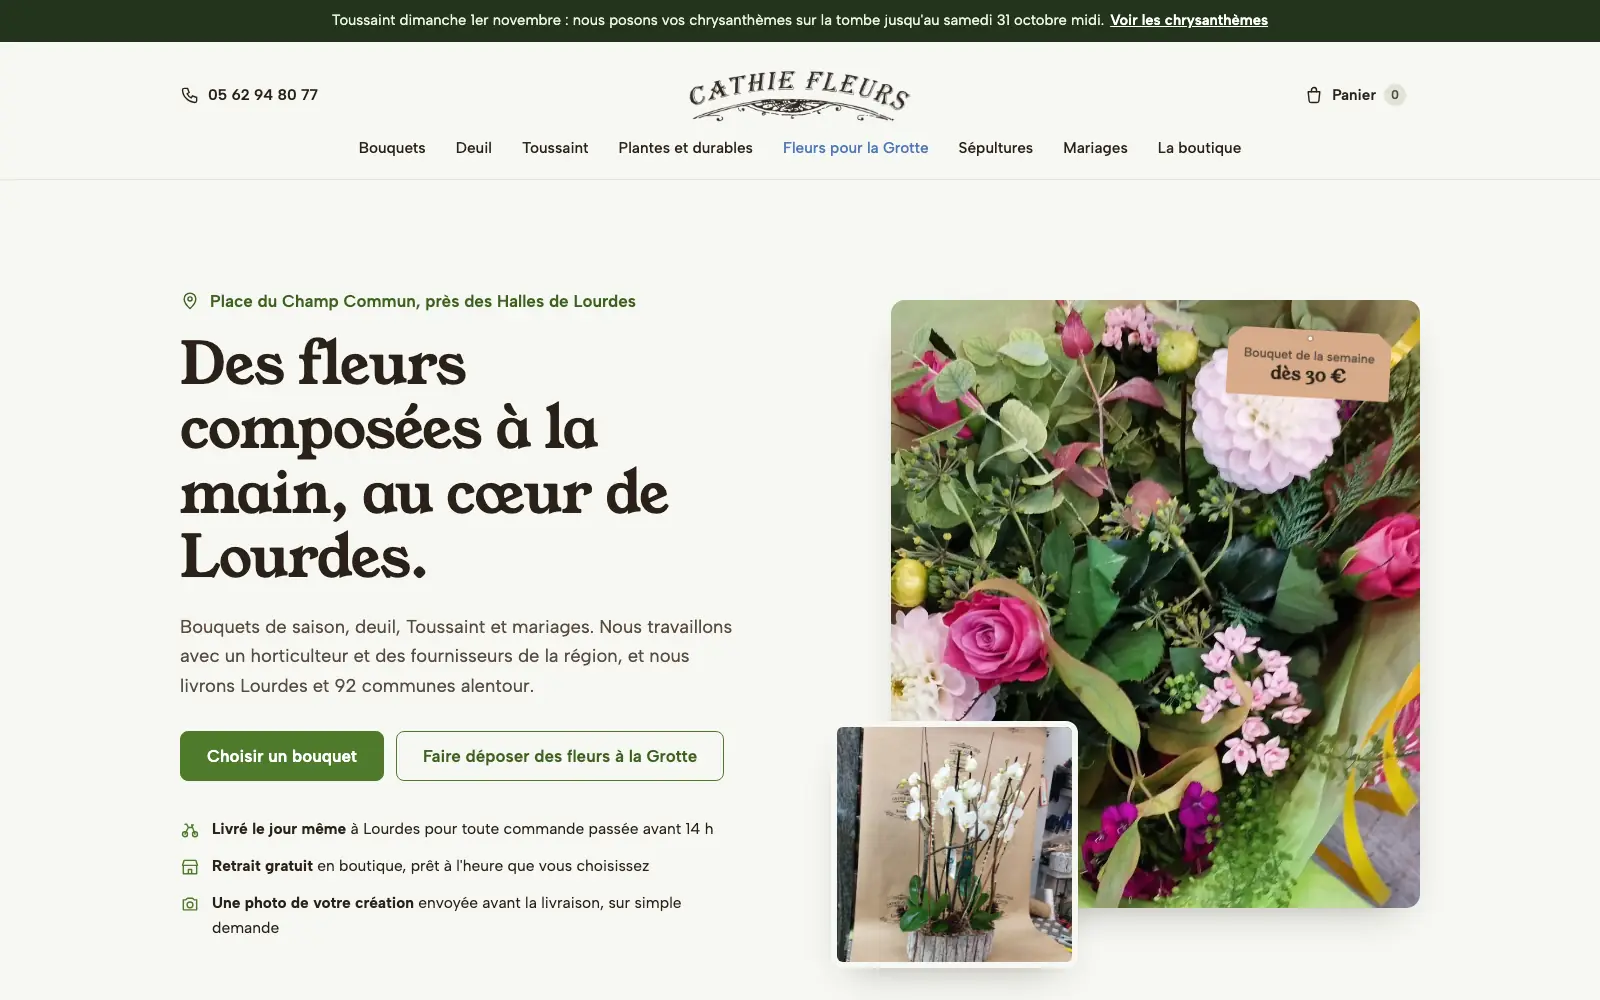 Toussaint dimanche 1er novembre : nous posons vos chrysanthèmes sur la tombe jusqu'au samedi 31 octobre midi. Voir les chrysanthèmes
05 62 94 80 77
CATHIE FLEURS
Panier 0
Bouquets Deuil Toussaint Plantes et durables Fleurs pour la Grotte Sépultures Mariages La boutique
Place du Champ Commun, près des Halles de Lourdes
Des fleurs
composées à la
main, au cœur de
Lourdes.
Bouquets de saison, deuil, Toussaint et mariages. Nous travaillons
avec un horticulteur et des fournisseurs de la région, et nous
livrons Lourdes et 92 communes alentour.
Choisir un bouquet
Faire déposer des fleurs à la Grotte
Livré le jour même à Lourdes pour toute commande passée avant 14 h
Retrait gratuit en boutique, prêt à l'heure que vous choisissez
Une photo de votre création envoyée avant la livraison, sur simple
demande
Bouquet de la semaine
dès 30 €